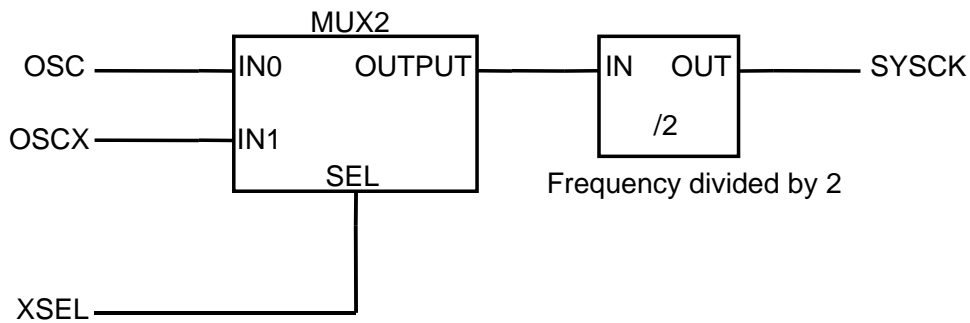 MUX2
OSC IN0 OUTPUT IN OUT SYSCK
OSCX IN1 /2
SEL
Frequency divided by 2
XSEL